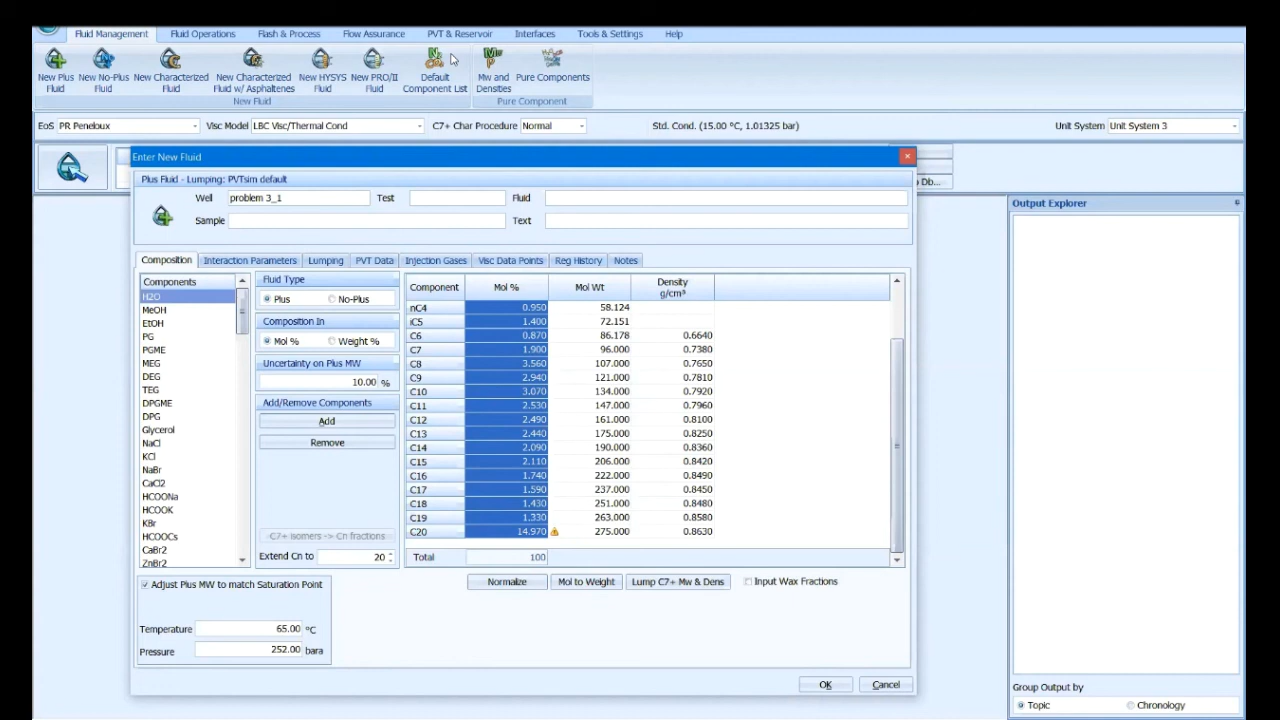 Fluid Management Fluid Operations Flash & Process Flow Assurance PVT & Reservoir Interfaces Tools & Settings Help
New Plus Fluid
New No-Plus Fluid
New Characterized Fluid
New Characterized Fluid w/ Asphaltenes
New HYSYS Fluid
New PRO/II Fluid
Default Component List
Mw and Densities
Pure Components
New Fluid
Pure Component
EoS PR Peneloux Visc Model LBC Visc/Thermal Cond C7+ Char Procedure Normal Std. Cond. (15.00 °C, 1.01325 bara) Unit System Unit System 3
Enter New Fluid
Plus Fluid - Lumping: PVTsim default
Well problem 3_1 Test Fluid
Sample Text
Composition Interaction Parameters Lumping PVT Data Injection Gases Visc Data Points Reg History Notes
Components
H2O
MeOH
EtOH
PG
PGME
MEG
DEG
TEG
DPGME
DPG
Glycerol
NaCl
KCl
NaBr
CaCl2
HCOONa
HCOOK
KBr
HCOOCs
CaBr2
ZnBr2
Fluid Type
Plus No-Plus
Composition In
Mol % Weight %
Uncertainty on Plus MW
10.00 %
Add/Remove Components
Add
Remove
C7+ Isomers -> Cn fractions
Extend Cn to 20
Component Mol % Mol Wt Density g/cm³
nC4 0.950 58.124
iC5 1.400 72.151
C6 0.870 86.178 0.6640
C7 1.900 96.000 0.7380
C8 3.560 107.000 0.7650
C9 2.940 121.000 0.7810
C10 3.070 134.000 0.7920
C11 2.530 147.000 0.7960
C12 2.490 161.000 0.8100
C13 2.440 175.000 0.8250
C14 2.090 190.000 0.8360
C15 2.110 206.000 0.8420
C16 1.740 222.000 0.8490
C17 1.590 237.000 0.8450
C18 1.430 251.000 0.8480
C19 1.330 263.000 0.8580
C20 14.970 275.000 0.8630
Total 100
Normalize Mol to Weight Lump C7+ Mw & Dens Input Wax Fractions
Adjust Plus MW to match Saturation Point
Temperature 65.00 °C
Pressure 252.00 bara
OK Cancel
Db...
Output Explorer
Group Output by
Topic Chronology